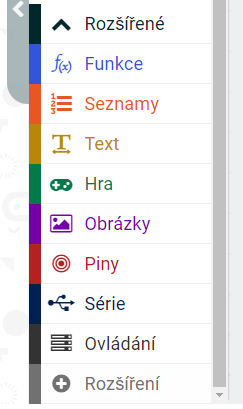 Rozšířené
Funkce
Seznamy
Text
Hra
Obrázky
Piny
Série
Ovládání
Rozšíření